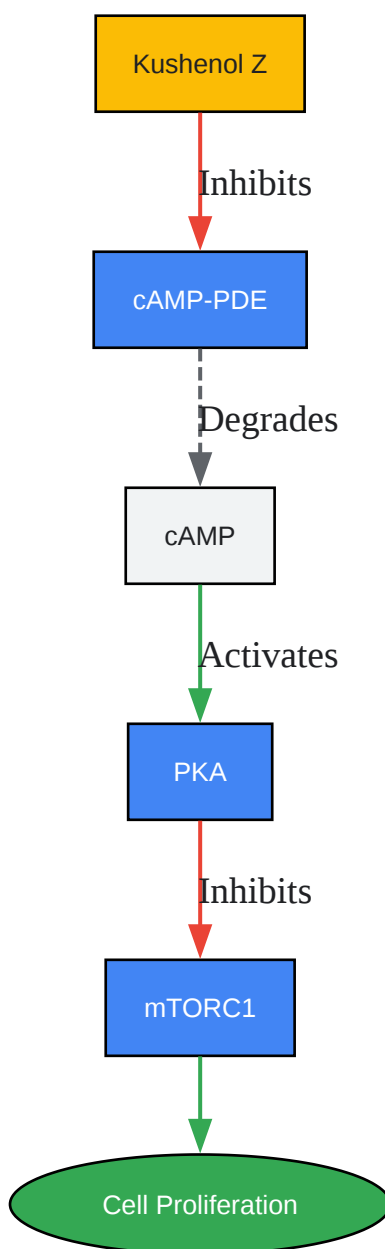 Kushenol Z
Inhibits
cAMP-PDE
Degrades
cAMP
Activates
PKA
Inhibits
mTORC1
Cell Proliferation